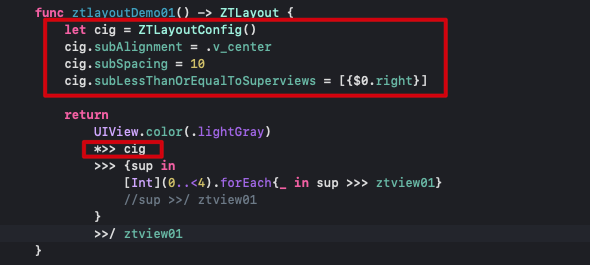 func ztlayoutDemo01() -> ZTLayout {
let cig = ZTLayoutConfig()
cig.subAlignment = .v_center
cig.subSpacing = 10
cig.subLessThanOrEqualToSuperviews = [{$0.right}]
return
UIView.color(.lightGray)
*>> cig
>>> {sup in
[Int](0..<4).forEach{_ in sup >>> ztview01}
//sup >>/ ztview01
}
>>/ ztview01
}